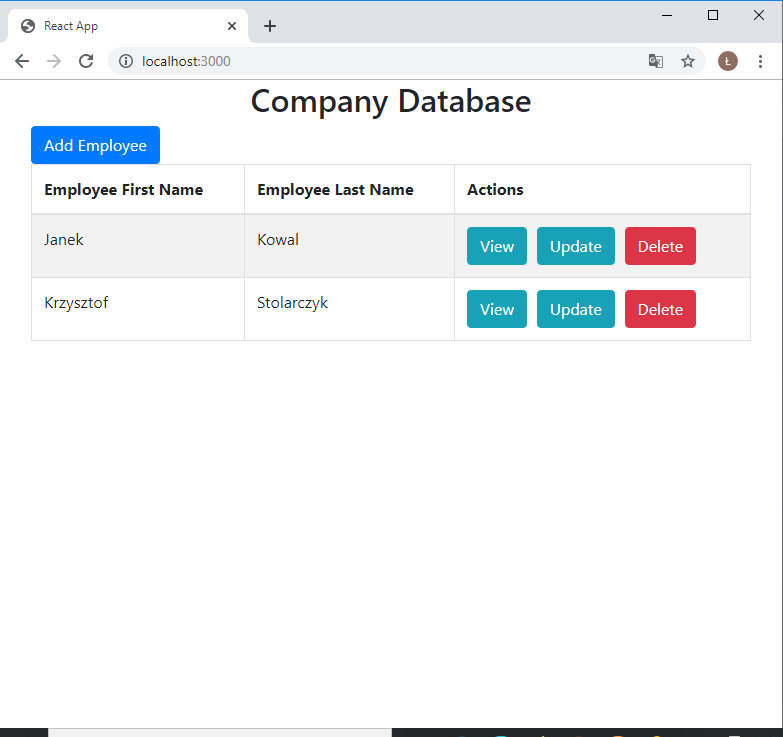 React App
localhost:3000
Ł
Company Database
Add Employee
Employee First Name Employee Last Name Actions
Janek Kowal View Update Delete
Krzysztof Stolarczyk View Update Delete